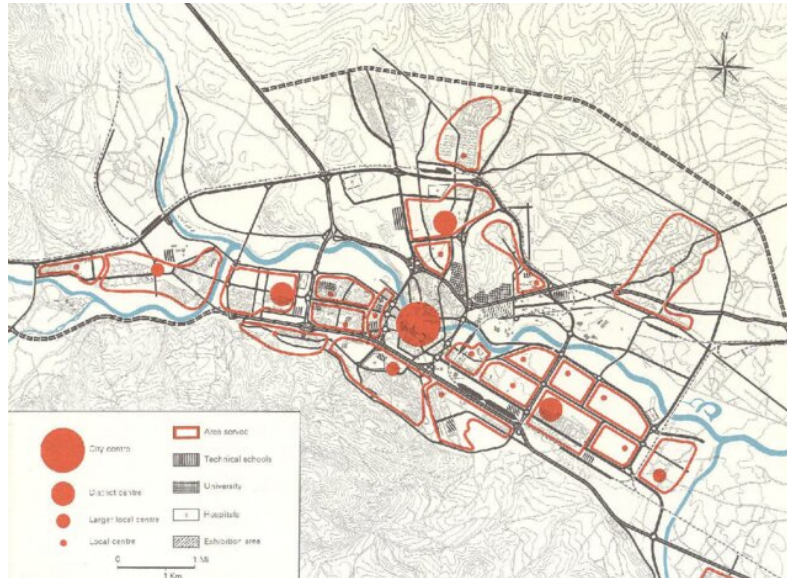 N
City centre
District centre
Larger local centre
Local centre
0 1 Mi
1 Km
Area served
Technical schools
University
Hospitals
Exhibition area